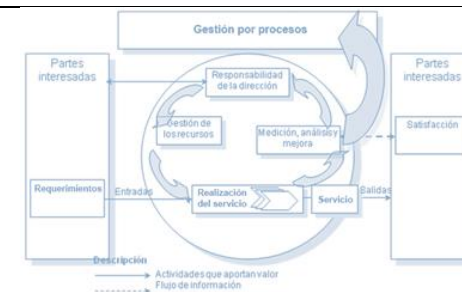 Gestión por procesos
Partes
interesadas
Partes
interesadas
Responsabilidad
de la dirección
Gestión de
los recursos
Medición, análisis y
mejora
Satisfacción
Requerimientos
Entradas
Realización
del servicio
Servicio
Salidas
Descripción
Actividades que aportan valor
Flujo de información